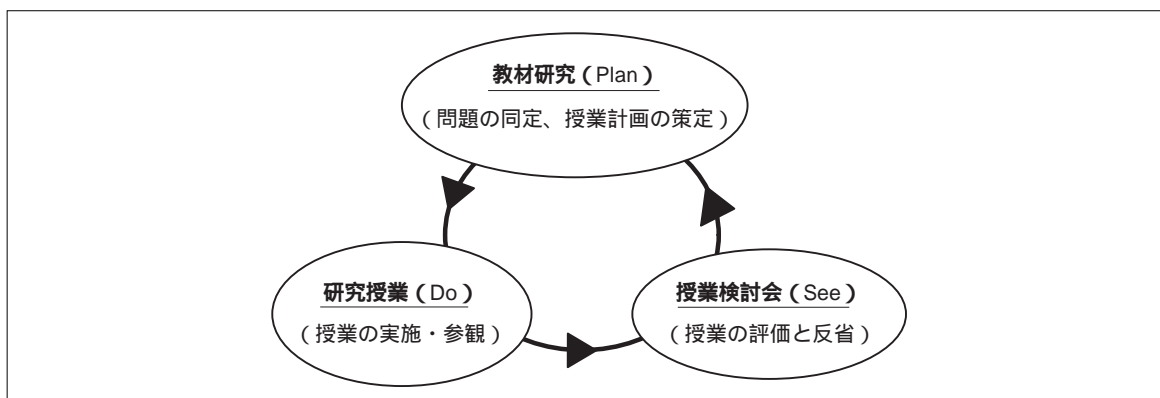 教材研究(Plan)
(問題の同定、授業計画の策定)
研究授業(Do)
(授業の実施・参観)
授業検討会(See)
(授業の評価と反省)